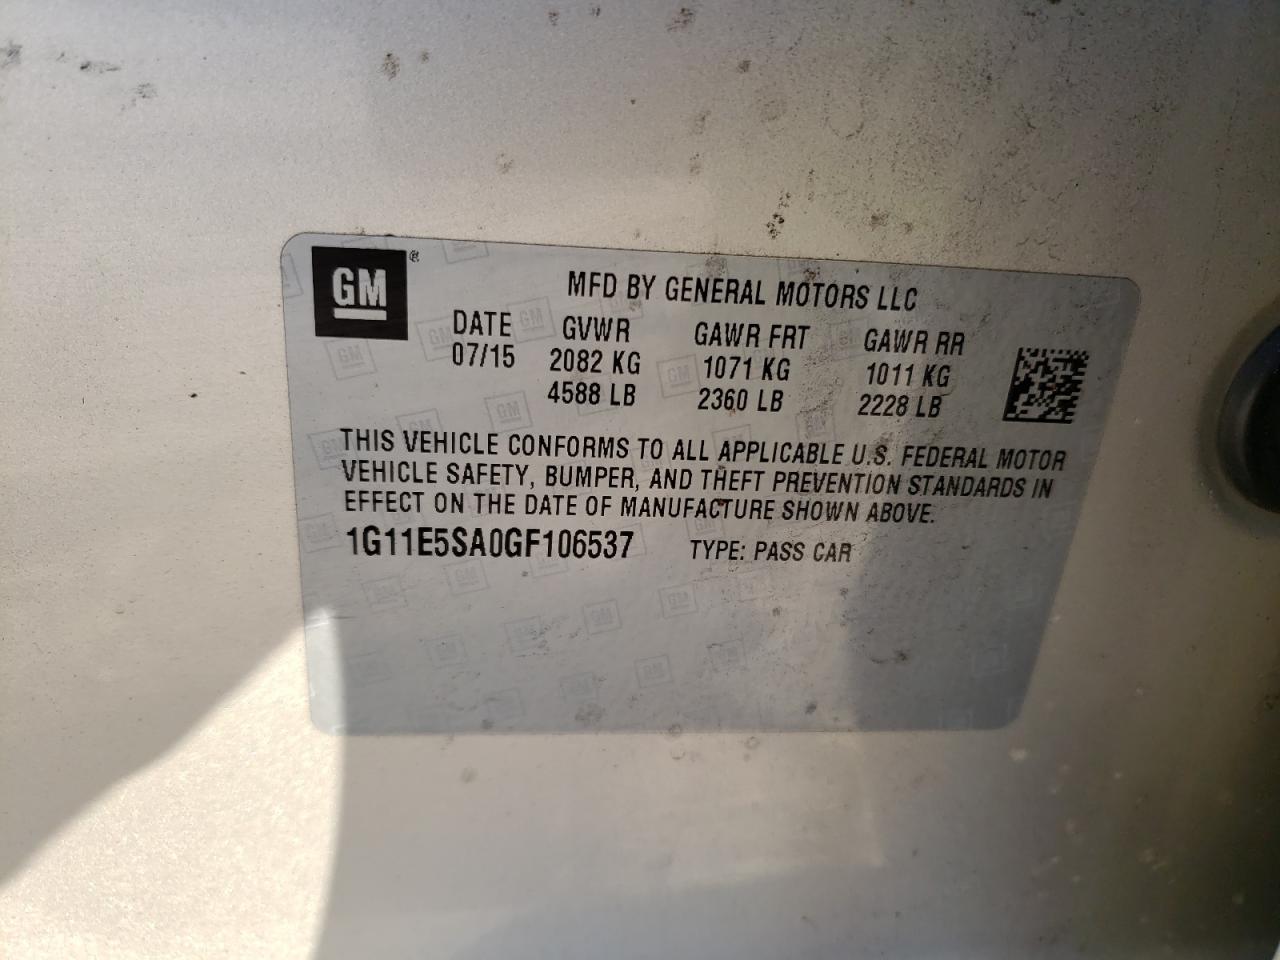 GM ®
MFD BY GENERAL MOTORS LLC
DATE GVWR GAWR FRT GAWR RR
07/15 2082 KG 1071 KG 1011 KG
4588 LB 2360 LB 2228 LB
THIS VEHICLE CONFORMS TO ALL APPLICABLE U.S. FEDERAL MOTOR
VEHICLE SAFETY, BUMPER, AND THEFT PREVENTION STANDARDS IN
EFFECT ON THE DATE OF MANUFACTURE SHOWN ABOVE.
1G11E5SA0GF106537 TYPE: PASS CAR